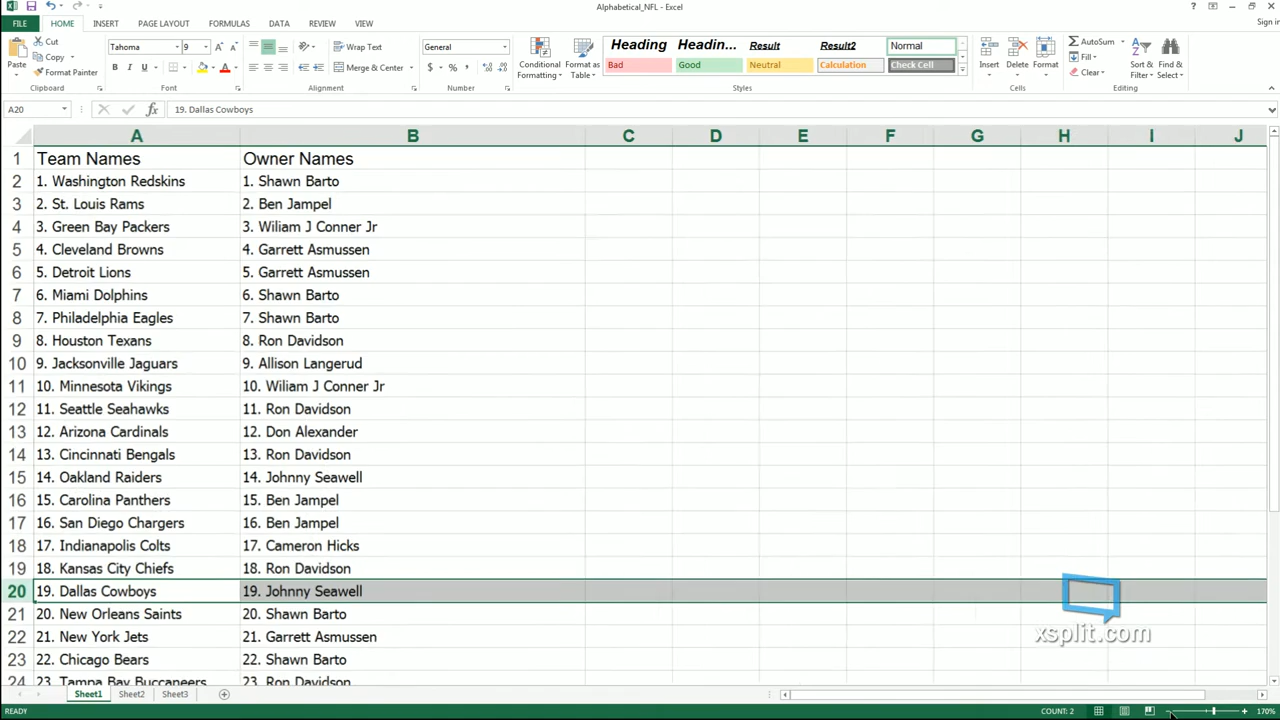 Alphabetical_NFL - Excel
Sign in
FILE HOME INSERT PAGE LAYOUT FORMULAS DATA REVIEW VIEW
Paste Cut Copy Format Painter Clipboard
Tahoma 9 B I U Font
Wrap Text Merge & Center Alignment
General $ % , Number
Conditional Formatting Format as Table Heading Headin... Result Result2 Normal
Bad Good Neutral Calculation Check Cell Styles
Insert Delete Format Cells
AutoSum Fill Clear Sort & Filter Find & Select Editing
A20 fx 19. Dallas Cowboys
A B C D E F G H I J
1 Team Names Owner Names
2 1. Washington Redskins 1. Shawn Barto
3 2. St. Louis Rams 2. Ben Jampel
4 3. Green Bay Packers 3. Wiliam J Conner Jr
5 4. Cleveland Browns 4. Garrett Asmussen
6 5. Detroit Lions 5. Garrett Asmussen
7 6. Miami Dolphins 6. Shawn Barto
8 7. Philadelphia Eagles 7. Shawn Barto
9 8. Houston Texans 8. Ron Davidson
10 9. Jacksonville Jaguars 9. Allison Langerud
11 10. Minnesota Vikings 10. Wiliam J Conner Jr
12 11. Seattle Seahawks 11. Ron Davidson
13 12. Arizona Cardinals 12. Don Alexander
14 13. Cincinnati Bengals 13. Ron Davidson
15 14. Oakland Raiders 14. Johnny Seawell
16 15. Carolina Panthers 15. Ben Jampel
17 16. San Diego Chargers 16. Ben Jampel
18 17. Indianapolis Colts 17. Cameron Hicks
19 18. Kansas City Chiefs 18. Ron Davidson
20 19. Dallas Cowboys 19. Johnny Seawell
21 20. New Orleans Saints 20. Shawn Barto
22 21. New York Jets 21. Garrett Asmussen
23 22. Chicago Bears 22. Shawn Barto
24 23. Tampa Bay Buccaneers 23. Ron Davidson
xsplit.com
Sheet1 Sheet2 Sheet3
READY COUNT: 2 170%